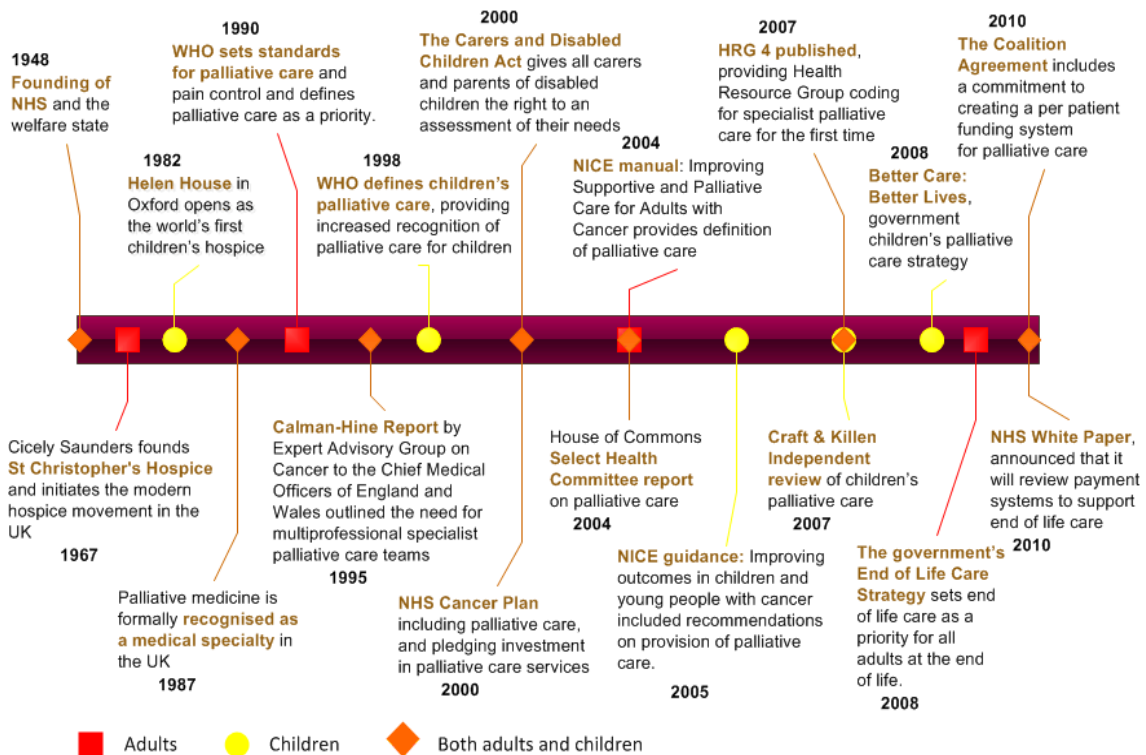 1948
Founding of
NHS and the
welfare state
1990
WHO sets standards
for palliative care and
pain control and defines
palliative care as a priority.
1982
Helen House in
Oxford opens as
the world's first
children's hospice
2000
The Carers and Disabled
Children Act gives all carers
and parents of disabled
children the right to an
assessment of their needs
1998
WHO defines children's
palliative care, providing
increased recognition of
palliative care for children
2004
NICE manual: Improving
Supportive and Palliative
Care for Adults with
Cancer provides definition
of palliative care
2007
HRG 4 published,
providing Health
Resource Group coding
for specialist palliative
care for the first time
2008
Better Care:
Better Lives,
government
children's palliative
care strategy
2010
The Coalition
Agreement includes
a commitment to
creating a per patient
funding system
for palliative care
Cicely Saunders founds
St Christopher's Hospice
and initiates the modern
hospice movement in the
UK
1967
Palliative medicine is
formally recognised as
a medical specialty in
the UK
1987
Calman-Hine Report by
Expert Advisory Group on
Cancer to the Chief Medical
Officers of England and
Wales outlined the need for
multiprofessional specialist
palliative care teams
1995
NHS Cancer Plan
including palliative care,
and pledging investment
in palliative care services
2000
House of Commons
Select Health
Committee report
on palliative care
2004
NICE guidance: Improving
outcomes in children and
young people with cancer
included recommendations
on provision of palliative
care.
2005
Craft & Killen
Independent
review of children's
palliative care
2007
The government's
End of Life Care
Strategy sets end
of life care as a
priority for all
adults at the end
of life.
2008
NHS White Paper,
announced that it
will review payment
systems to support
end of life care
2010
Adults
Children
Both adults and children